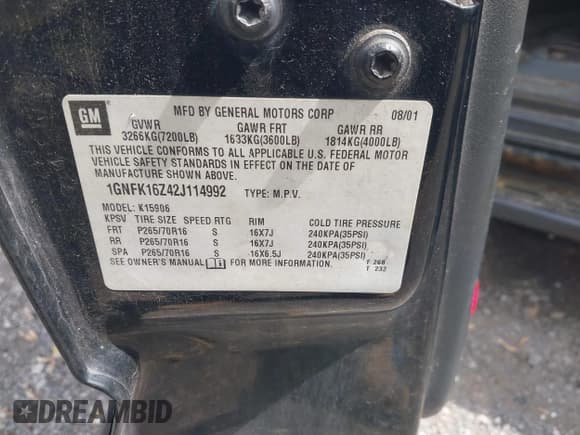 GM
MFD BY GENERAL MOTORS CORP 08/01
GVWR GAWR FRT GAWR RR
3266KG(7200LB) 1633KG(3600LB) 1814KG(4000LB)
THIS VEHICLE CONFORMS TO ALL APPLICABLE U.S. FEDERAL MOTOR
VEHICLE SAFETY STANDARDS IN EFFECT ON THE DATE OF
MANUFACTURE SHOWN ABOVE.
1GNFK16Z42J114992 TYPE: M.P.V.
MODEL: K15906
KPSV TIRE SIZE SPEED RTG RIM COLD TIRE PRESSURE
FRT P265/70R16 S 16X7J 240KPA(35PSI)
RR P265/70R16 S 16X7J 240KPA(35PSI)
SPA P265/70R16 S 16X6.5J 240KPA(35PSI)
SEE OWNER'S MANUAL FOR MORE INFORMATION.
F 268
T 232
DREAMBID